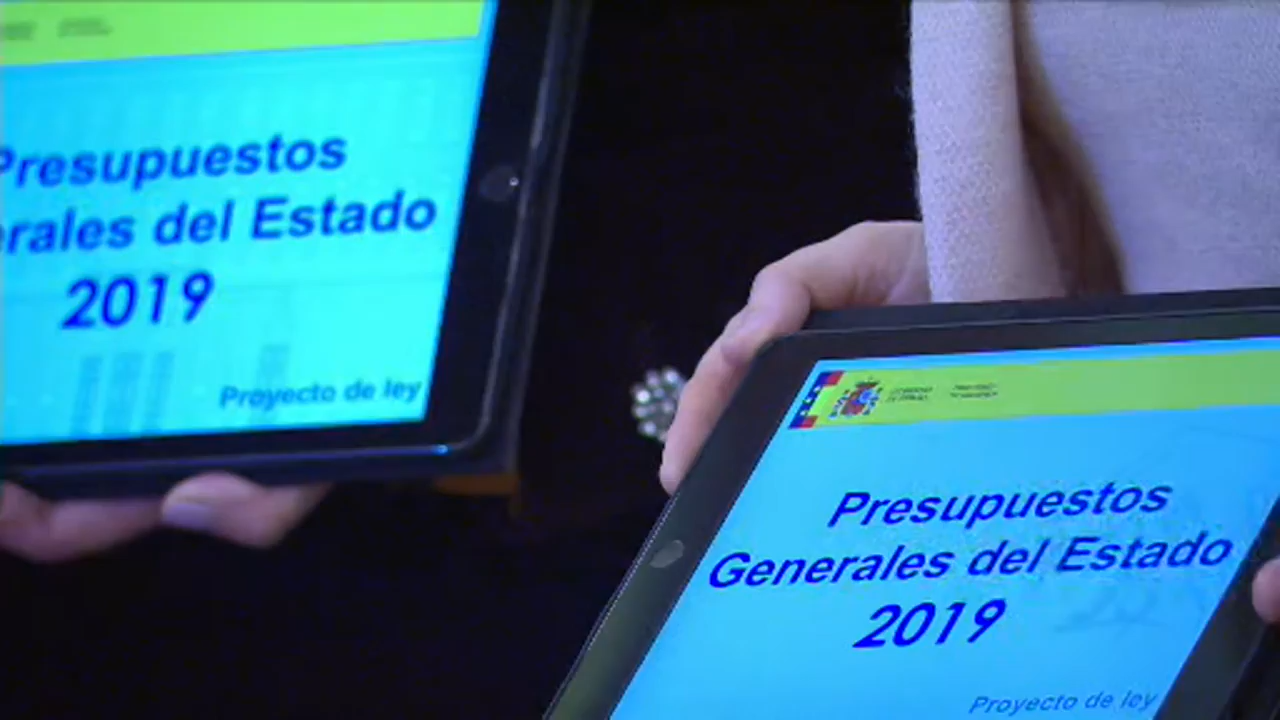 Presupuestos
erales del Estado
2019
Proyecto de ley
Presupuestos
Generales del Estado
2019
Proyecto de ley